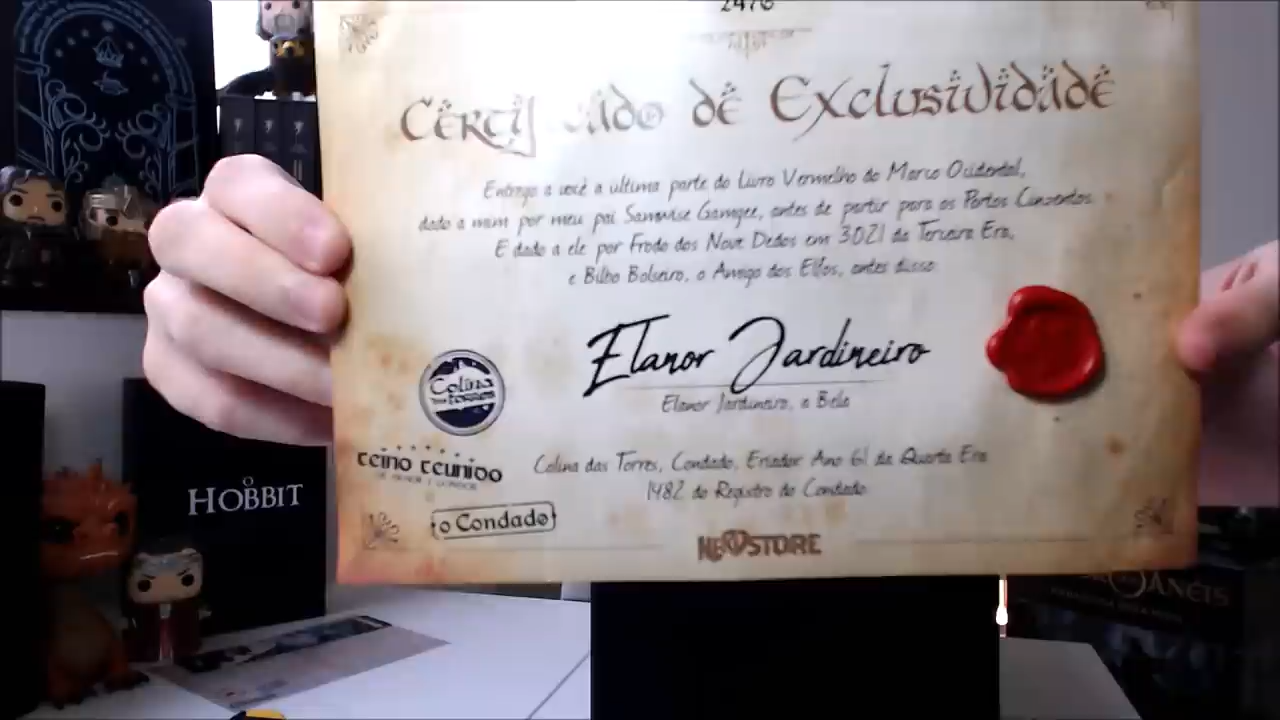 2476
Certificado de Exclusividade
Entrego a você a ultima parte do Livro Vermelho do Marco Ocidental,
dado a mim por meu pai Samwise Gamgee, antes de partir para os Portos Cinzentos.
E dado a ele por Frodo dos Nove Dedos em 3021 da Terceira Era,
e Bilbo Bolseiro, o Amigo dos Elfos, antes disso
Elanor Jardineiro
Elanor Jardineiro, a Bela
Colina das Torres
Colina das Torres, Condado, Eriador Ano 61 da Quarta Era
1482 do Registro do Condado
reino reunido
o Condado
NERDSTORE
O HOBBIT